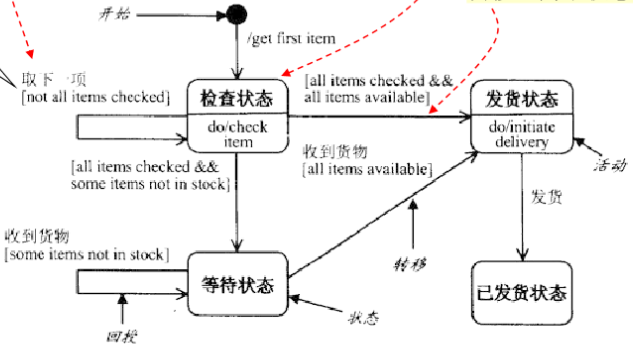 开始
/get first item
取下一项
[not all items checked]
检查状态
do/check
item
[all items checked &&
all items available]
发货状态
do/initiate
delivery
[all items checked &&
some items not in stock]
收到货物
[all items available]
活动
发货
收到货物
[some items not in stock]
等待状态
转移
状态
已发货状态
回授